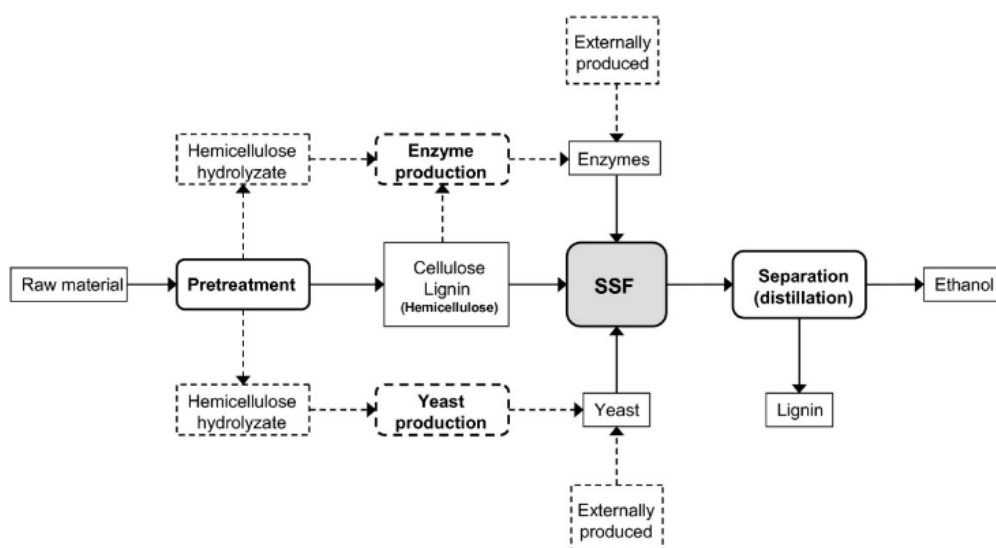 Externally
produced
Hemicellulose
hydrolyzate
Enzyme
production
Enzymes
Raw material
Pretreatment
Cellulose
Lignin
(Hemicellulose)
SSF
Separation
(distillation)
Ethanol
Hemicellulose
hydrolyzate
Yeast
production
Yeast
Lignin
Externally
produced